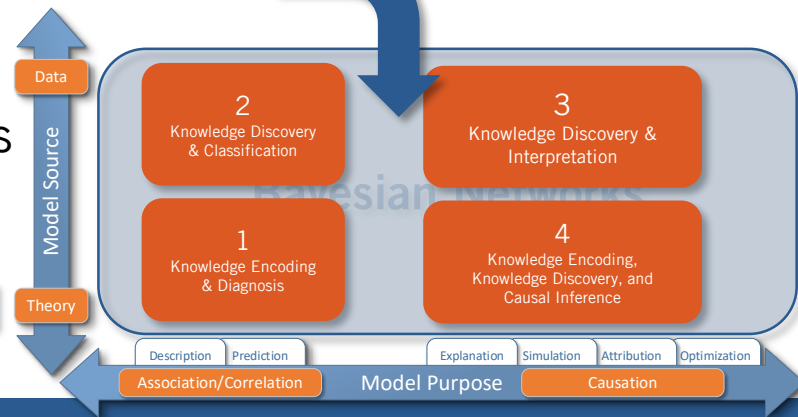 Data
S
Model Source
Theory
2
Knowledge Discovery
& Classification
3
Knowledge Discovery &
Interpretation
Bayesian Networks
1
Knowledge Encoding
& Diagnosis
4
Knowledge Encoding,
Knowledge Discovery, and
Causal Inference
Description
Prediction
Explanation
Simulation
Attribution
Optimization
Association/Correlation
Model Purpose
Causation